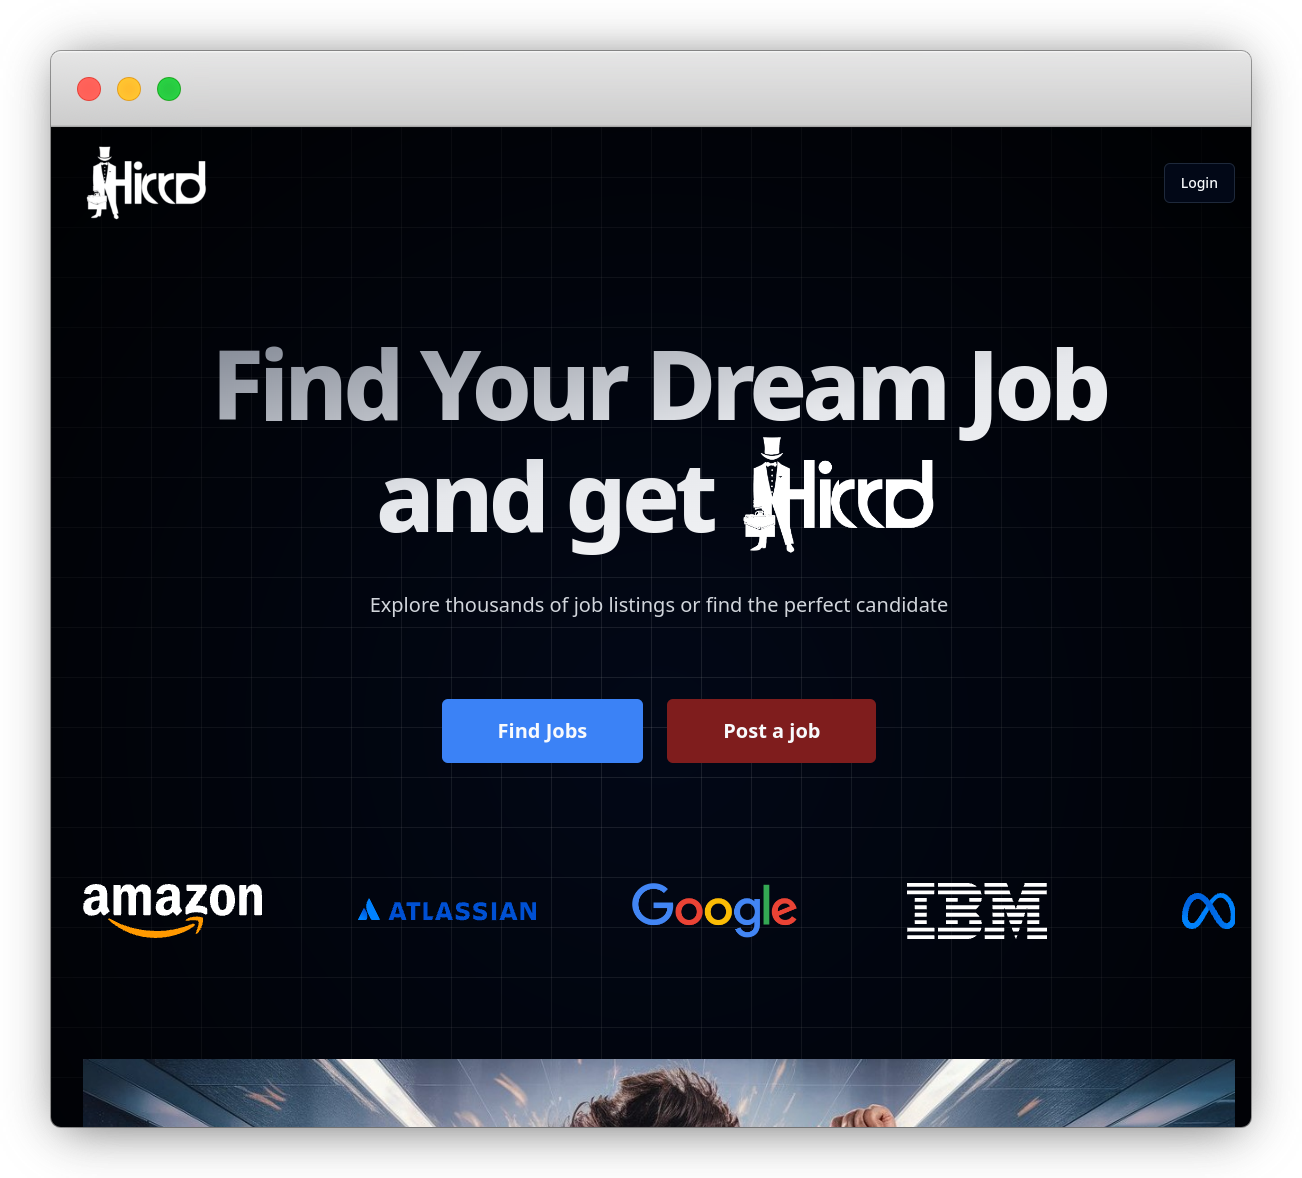 Hirrd
Login
Find Your Dream Job
and get Hirrd
Explore thousands of job listings or find the perfect candidate
Find Jobs Post a job
amazon ATLASSIAN Google IBM